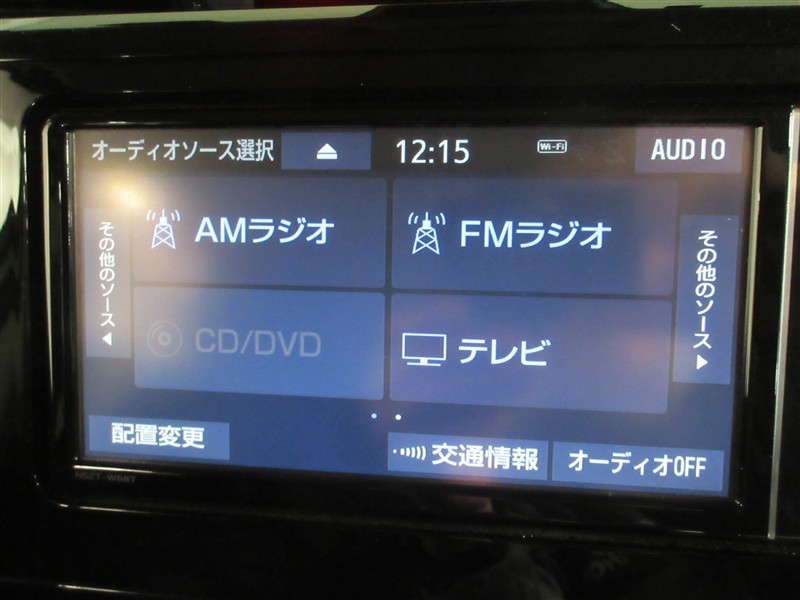 オーディオソース選択
12:15
Wi-Fi
AUDIO
その他のソース
AMラジオ
FMラジオ
その他のソース
CD/DVD
テレビ
配置変更
交通情報
オーディオOFF
NSZT-W68T